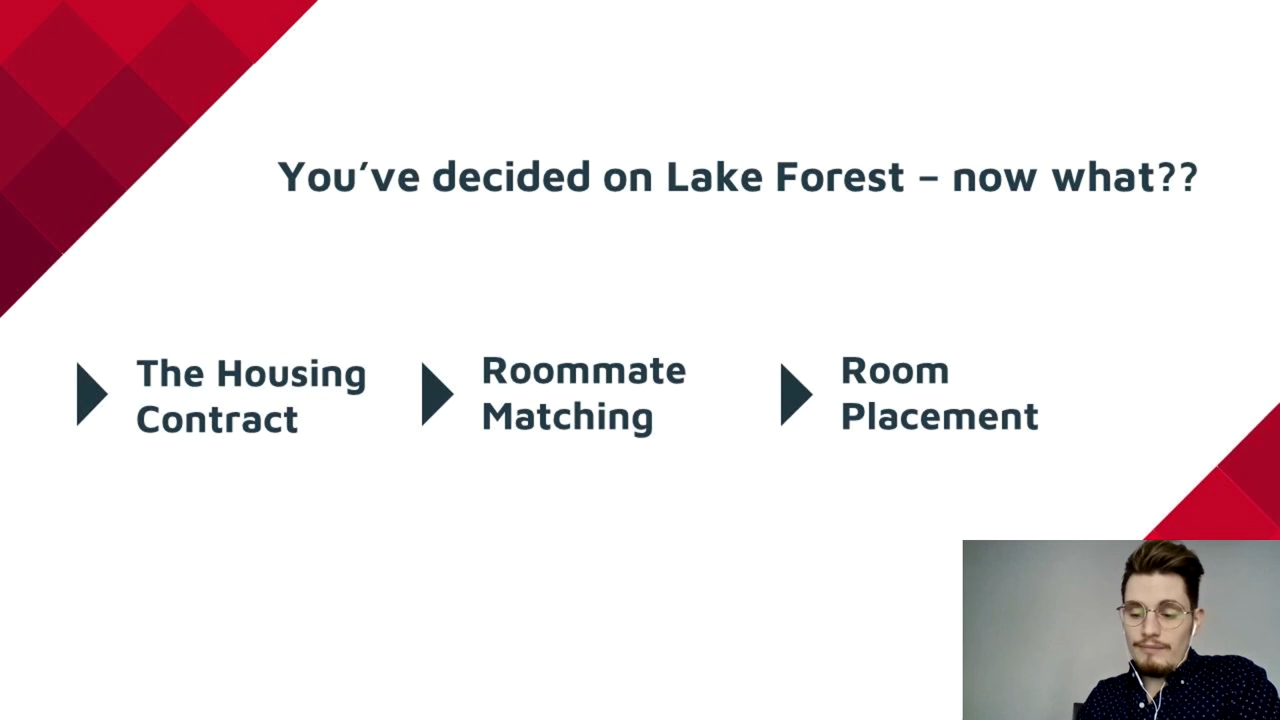 You’ve decided on Lake Forest – now what??
The Housing
Contract
Roommate
Matching
Room
Placement